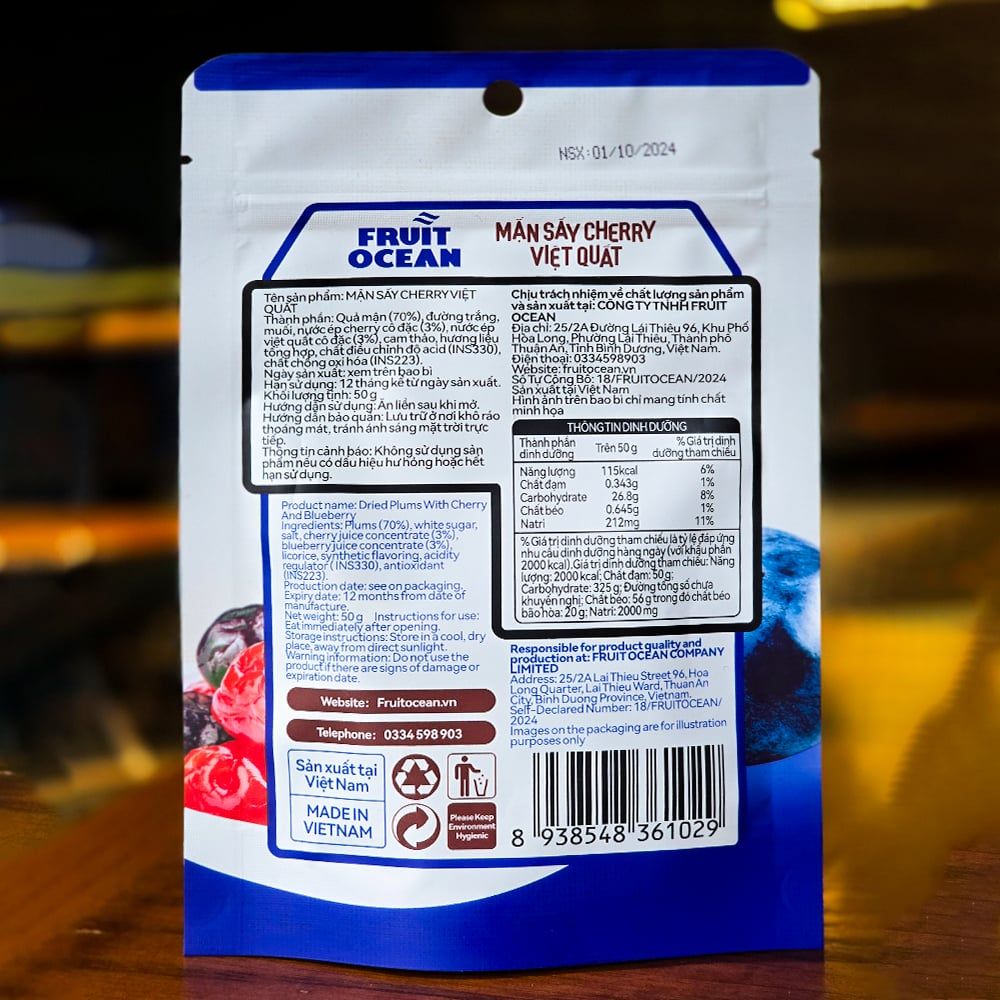 NSX:01/10/2024
FRUIT
OCEAN
MẬN SẤY CHERRY
VIỆT QUẤT
Tên sản phẩm: MẬN SẤY CHERRY VIỆT
QUẤT
Thành phần: Quả mận (70%), đường trắng,
muối, nước ép cherry cô đặc (3%), nước ép
việt quất cô đặc (3%), cam thảo, hương liệu
tổng hợp, chất điều chỉnh độ acid (INS330),
chất chống oxi hóa (INS223).
Ngày sản xuất: xem trên bao bì
Hạn sử dụng: 12 tháng kể từ ngày sản xuất.
Khối lượng tịnh: 50 g
Hướng dẫn sử dụng: Ăn liền sau khi mở.
Hướng dẫn bảo quản: Lưu trữ ở nơi khô ráo
thoáng mát, tránh ánh sáng mặt trời trực
tiếp.
Thông tin cảnh báo: Không sử dụng sản
phẩm nếu có dấu hiệu hư hỏng hoặc hết
hạn sử dụng.
Chịu trách nhiệm về chất lượng sản phẩm
và sản xuất tại: CÔNG TY TNHH FRUIT
OCEAN
Địa chỉ: 25/2A Đường Lái Thiêu 96, Khu Phố
Hòa Long, Phường Lái Thiêu, Thành phố
Thuận An, Tỉnh Bình Dương, Việt Nam.
Điện thoại: 0334598903
Website: fruitocean.vn
Số Tự Công Bố: 18/FRUITOCEAN/2024
Sản xuất tại Việt Nam
Hình ảnh trên bao bì chỉ mang tính chất
minh họa
THÔNG TIN DINH DƯỠNG
Thành phần dinh dưỡng Trên 50 g % Giá trị dinh dưỡng tham chiếu
Năng lượng 115kcal 6%
Chất đạm 0.343g 1%
Carbohydrate 26.8g 8%
Chất béo 0.645g 1%
Natri 212mg 11%
% Giá trị dinh dưỡng tham chiếu là tỷ lệ đáp ứng
nhu cầu dinh dưỡng hàng ngày (với khẩu phần
2000 kcal). Giá trị dinh dưỡng tham chiếu: Năng
lượng: 2000 kcal; Chất đạm: 50g;
Carbohydrate: 325 g; Đường tổng số chưa
khuyến nghị; Chất béo: 56 g trong đó chất béo
bão hòa: 20 g; Natri: 2000 mg
Product name: Dried Plums With Cherry
And Blueberry
Ingredients: Plums (70%), white sugar,
salt, cherry juice concentrate (3%),
blueberry juice concentrate (3%),
licorice, synthetic flavoring, acidity
regulator (INS330), antioxidant
(INS223).
Production date: see on packaging.
Expiry date: 12 months from date of
manufacture.
Net weight: 50 g Instructions for use:
Eat immediately after opening.
Storage instructions: Store in a cool, dry
place, away from direct sunlight.
Warning information: Do not use the
product if there are signs of damage or
expiration date.
Responsible for product quality and
production at: FRUIT OCEAN COMPANY
LIMITED
Address: 25/2A Lai Thieu Street 96, Hoa
Long Quarter, Lai Thieu Ward, Thuan An
City, Binh Duong Province, Vietnam.
Self-Declared Number: 18/FRUITOCEAN/
2024
Images on the packaging are for illustration
purposes only
Website: Fruitocean.vn
Telephone: 0334 598 903
Sản xuất tại
Việt Nam
MADE IN
VIETNAM
Please Keep
Environment
Hygienic
8 938548 361029